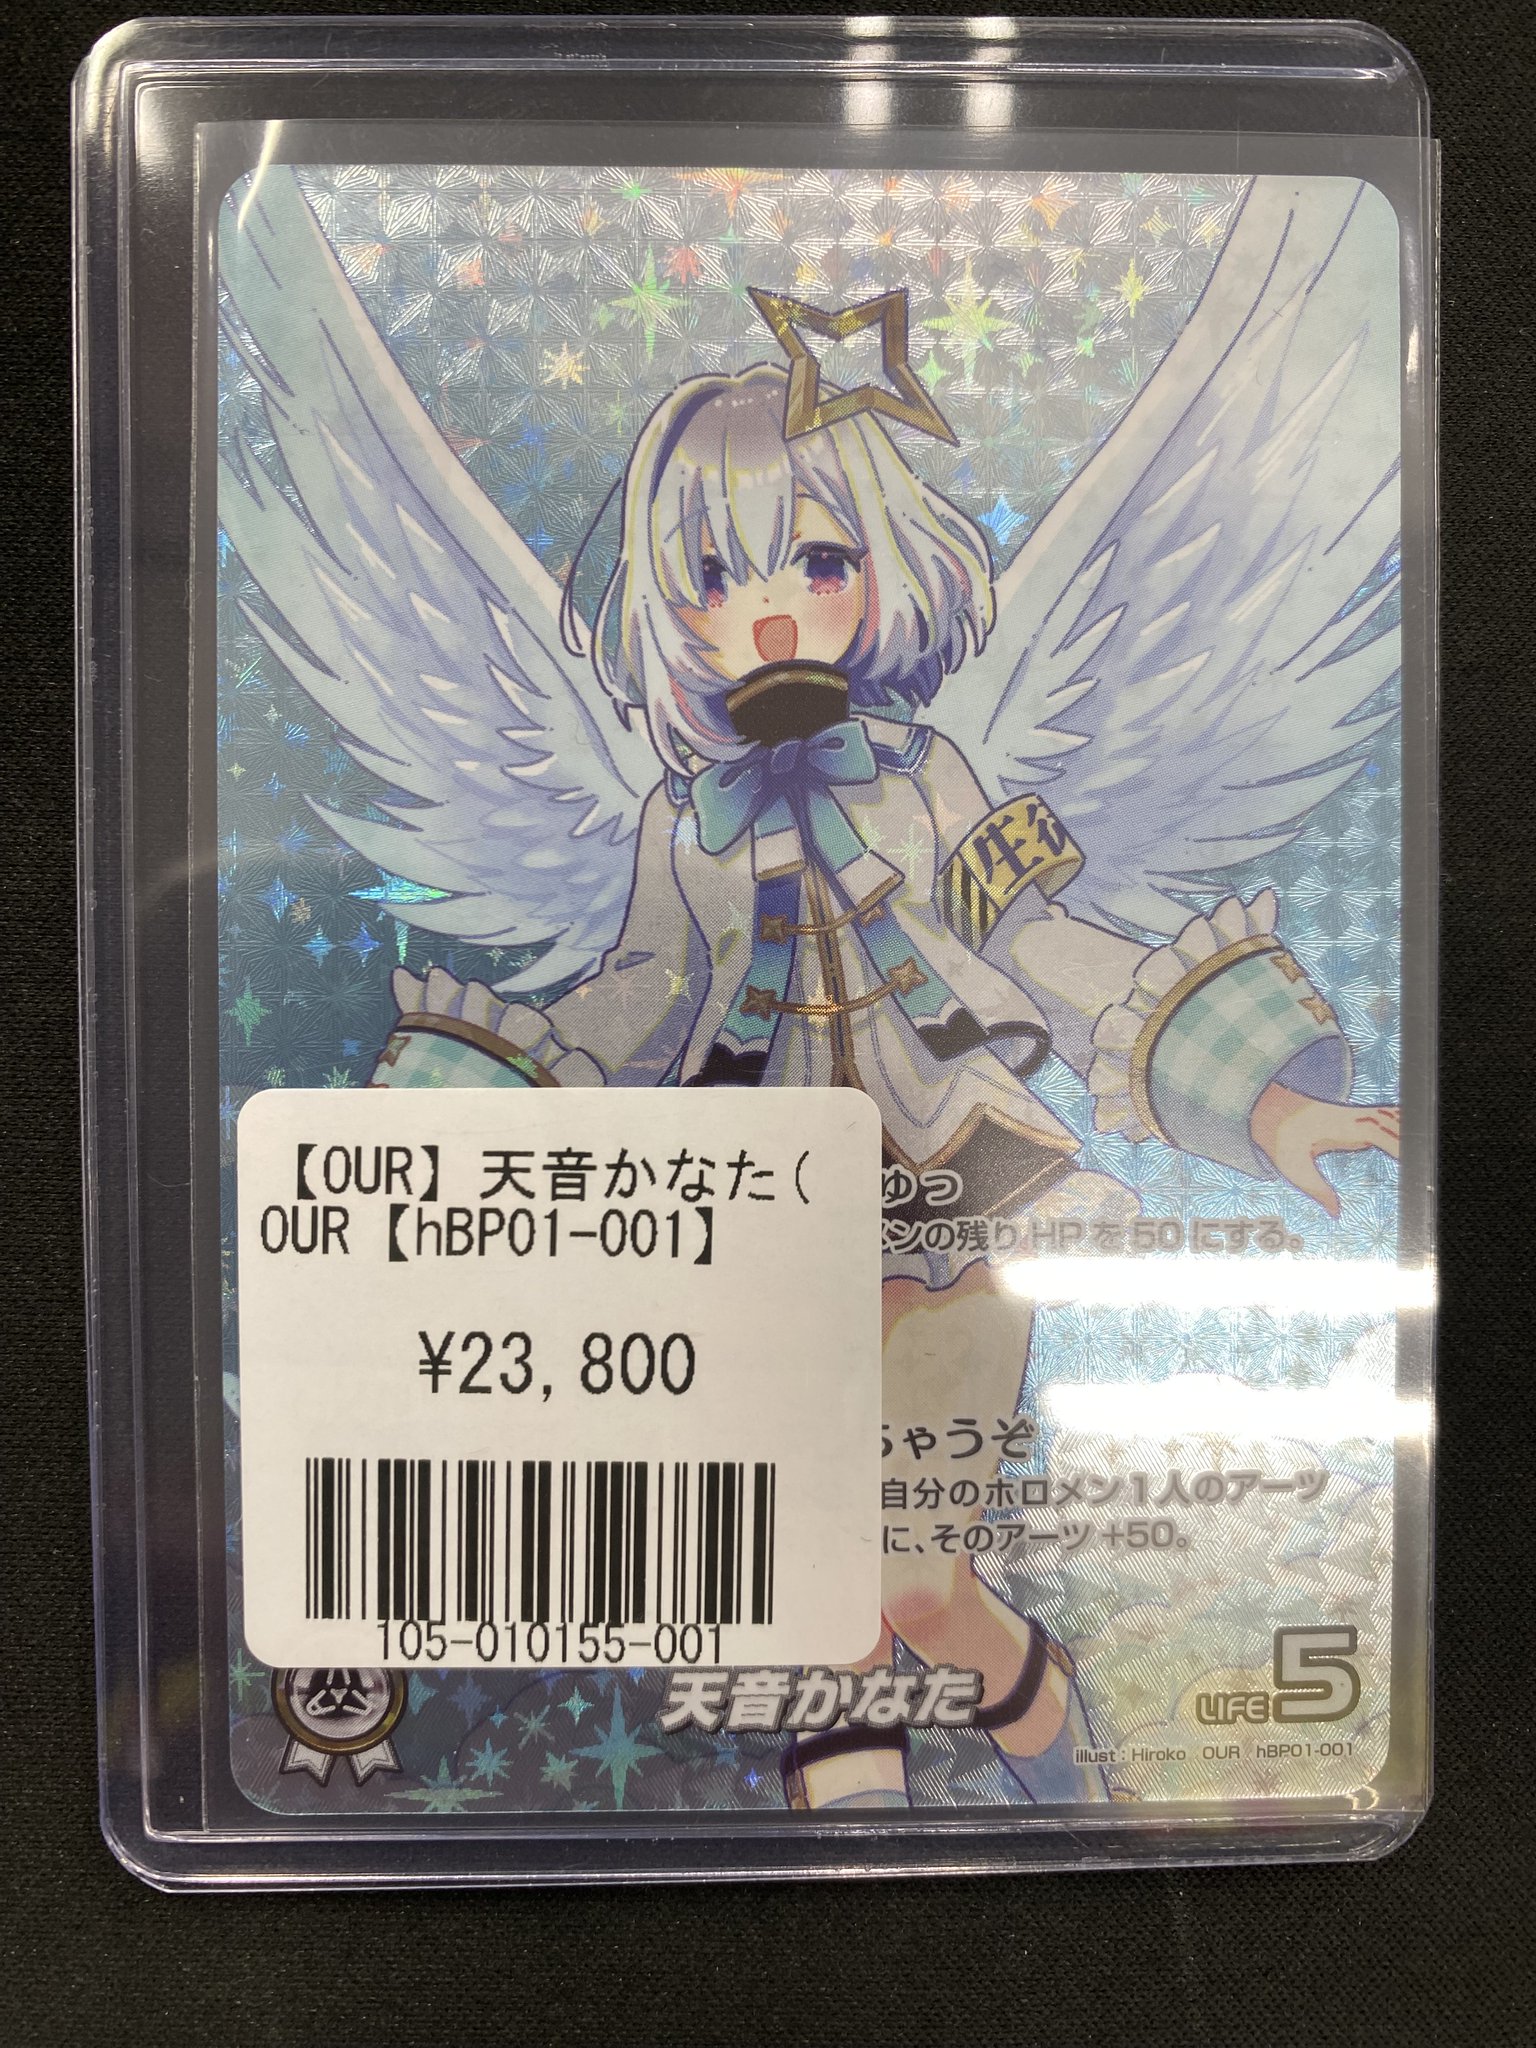 生徒
【OUR】天音かなた(
OUR【hBP01-001】
¥23,800
105-010155-001
ゅっ
メンの残りHPを50にする。
ちゃうぞ
自分のホロメン1人のアーツ
に、そのアーツ+50。
天音かなた
LIFE 5
illust : Hiroko OUR hBP01-001